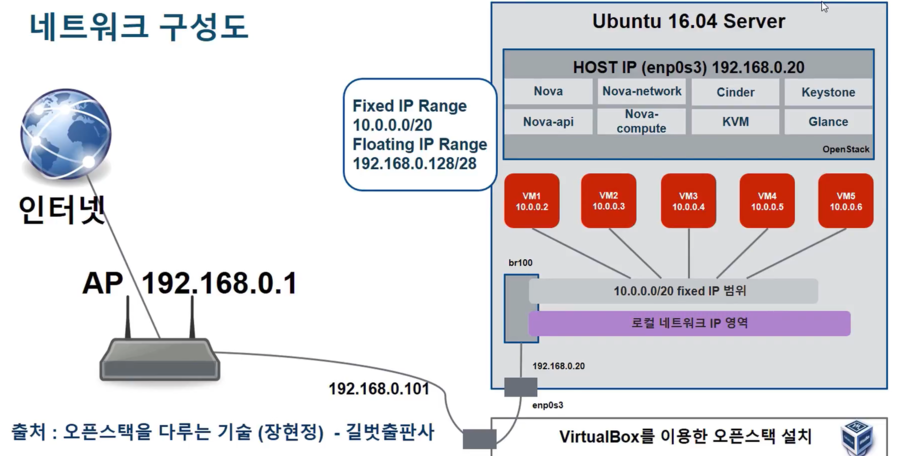 네트워크 구성도
Ubuntu 16.04 Server
HOST IP (enp0s3) 192.168.0.20
Nova
Nova-network
Cinder
Keystone
Nova-api
Nova-
compute
KVM
Glance
OpenStack
Fixed IP Range
10.0.0.0/20
Floating IP Range
192.168.0.128/28
인터넷
VM1
10.0.0.2
VM2
10.0.0.3
VM3
10.0.0.4
VM4
10.0.0.5
VM5
10.0.0.6
br100
10.0.0.0/20 fixed IP 범위
로컬 네트워크 IP 영역
AP 192.168.0.1
192.168.0.20
192.168.0.101
enp0s3
출처 : 오픈스택을 다루는 기술 (장현정) - 길벗출판사
VirtualBox를 이용한 오픈스택 설치